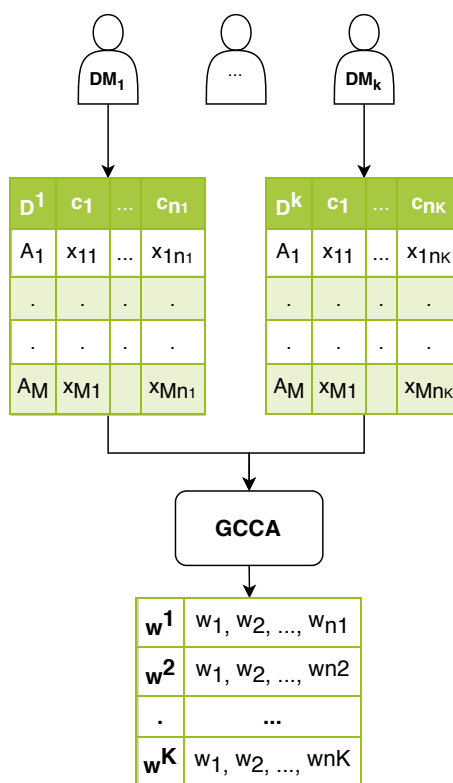 DM1 ... DMk
D1 c1 ... cn1
A1 x11 ... x1n1
. . . .
. . . .
AM xM1 xMn1
Dk c1 ... cnK
A1 x11 ... x1nK
. . . .
. . . .
AM xM1 xMnK
GCCA
w1 w1, w2, ..., wn1
w2 w1, w2, ..., wn2
. ...
wK w1, w2, ..., wnK